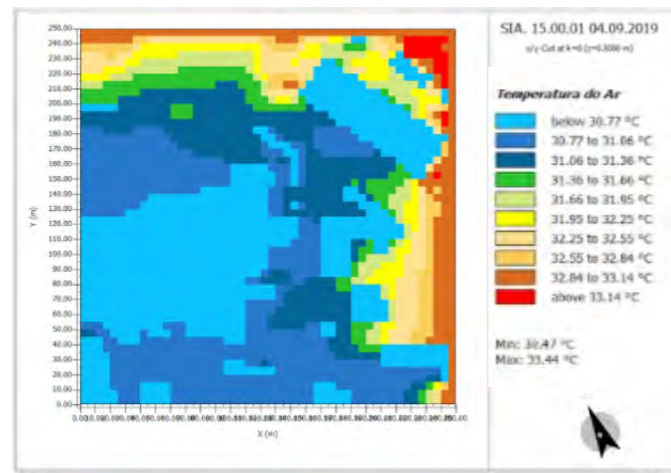 SIA. 15.00.01 04.09.2019
x/y-Cut at k=0 (z=0.3000 m)
Temperatura do Ar
below 30.77 °C
30.77 to 31.06 °C
31.06 to 31.36 °C
31.36 to 31.66 °C
31.66 to 31.95 °C
31.95 to 32.25 °C
32.25 to 32.55 °C
32.55 to 32.84 °C
32.84 to 33.14 °C
above 33.14 °C
Min: 30.47 °C
Max: 33.44 °C
250.00
240.00
230.00
220.00
210.00
200.00
190.00
180.00
170.00
160.00
150.00
140.00
130.00
120.00
110.00
100.00
90.00
80.00
70.00
60.00
50.00
40.00
30.00
20.00
10.00
0.00
Y (m)
X (m)